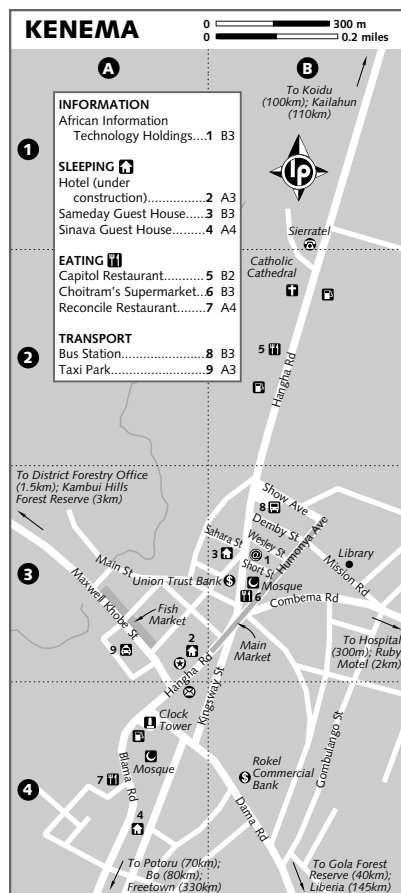 KENEMA
0 300 m
0 0.2 miles
A
B
1
2
3
4
INFORMATION
African Information
Technology Holdings....1 B3
SLEEPING
Hotel (under
construction)...............2 A3
Sameday Guest House....3 B3
Sinava Guest House.......4 A4
EATING
Capitol Restaurant.........5 B2
Choitram's Supermarket..6 B3
Reconcile Restaurant.......7 A4
TRANSPORT
Bus Station.....................8 B3
Taxi Park........................9 A3
To Koidu
(100km); Kailahun
(110km)
lp
Sierratel
Catholic
Cathedral
5
Hangha Rd
To District Forestry Office
(1.5km); Kambui Hills
Forest Reserve (3km)
Show Ave
8
Demby St
Sahara St
Wesley St
Humonya Ave
3
@ 1
Short St
Library
Main St
Union Trust Bank
$
Mosque
Mission Rd
6
Combema Rd
Maxwell Khobe St
Fish
Market
Main
Market
To Hospital
(300m); Ruby
Motel (2km)
9
2
Hangha Rd
Kingsway St
Clock
Tower
Gombulango St
Mosque
Blama Rd
7
$
Rokel
Commercial
Bank
4
Dama Rd
To Potoru (70km);
Bo (80km);
Freetown (330km)
To Gola Forest
Reserve (40km);
Liberia (145km)